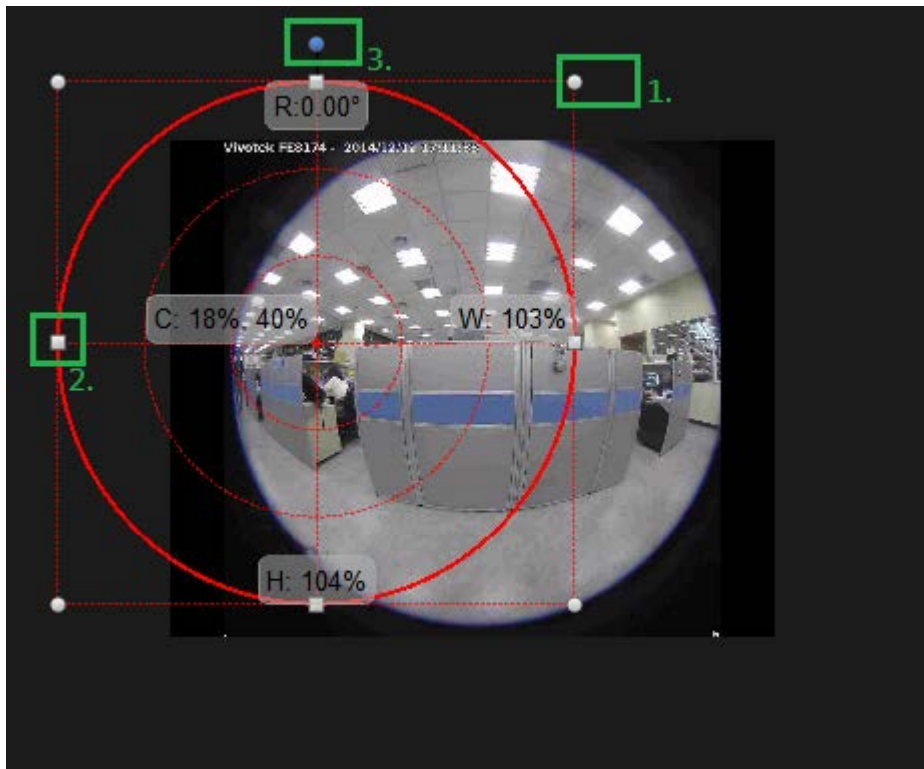 3.
1.
R:0.00°
Vivotek FE8174 - 2014/12/12
C: 18%, 40%
W: 103%
2.
H: 104%